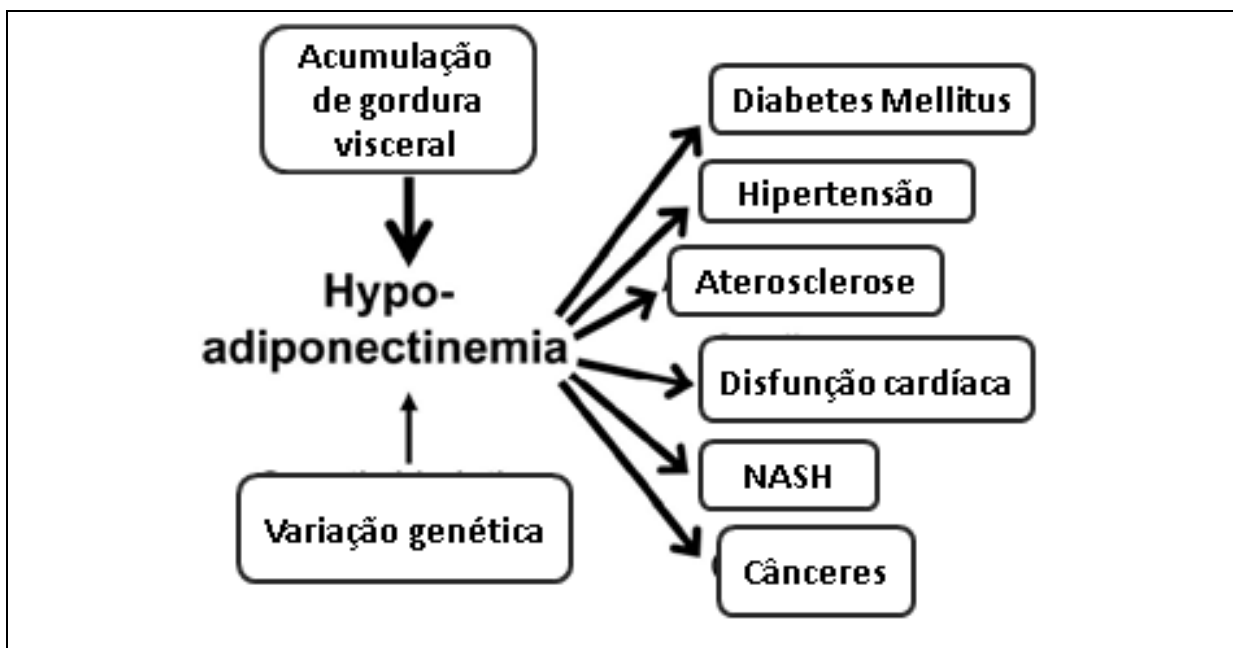 Acumulação
de gordura
visceral
Hypo-
adiponectinemia
Variação genética
Diabetes Mellitus
Hipertensão
Aterosclerose
Disfunção cardíaca
NASH
Cânceres